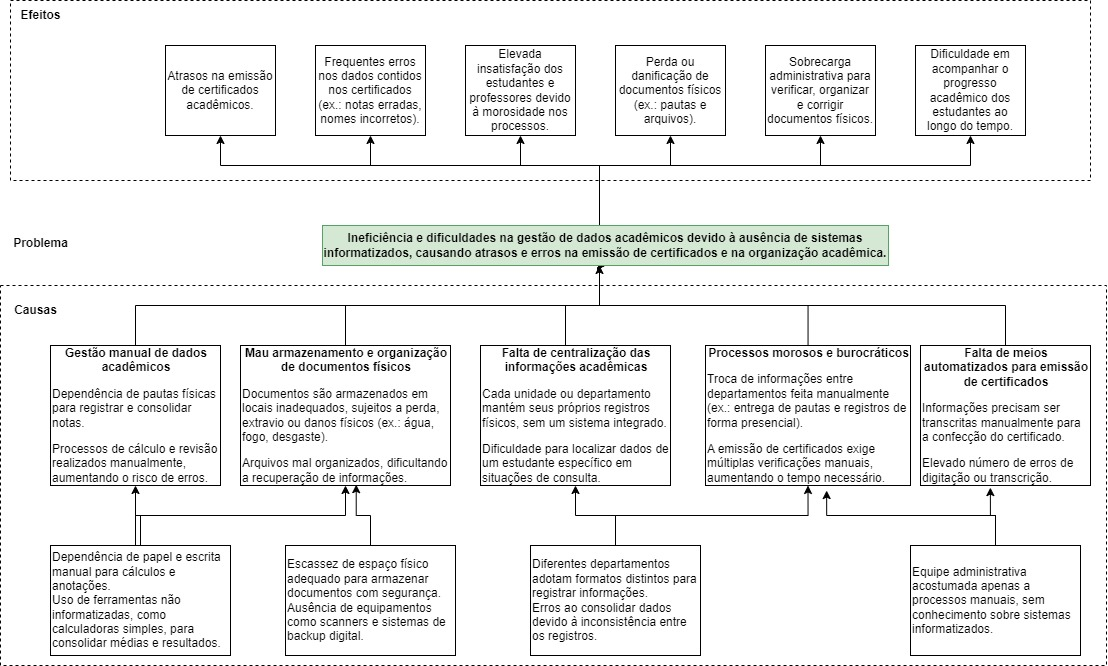 Efeitos
Atrasos na emissão
de certificados
acadêmicos.
Frequentes erros
nos dados contidos
nos certificados
(ex.: notas erradas,
nomes incorretos).
Elevada
insatisfação dos
estudantes e
professores devido
à morosidade nos
processos.
Perda ou
danificação de
documentos físicos
(ex.: pautas e
arquivos).
Sobrecarga
administrativa para
verificar, organizar
e corrigir
documentos físicos.
Dificuldade em
acompanhar o
progresso
acadêmico dos
estudantes ao
longo do tempo.
Problema
Ineficiência e dificuldades na gestão de dados acadêmicos devido à ausência de sistemas
informatizados, causando atrasos e erros na emissão de certificados e na organização acadêmica.
Causas
Gestão manual de dados
acadêmicos
Dependência de pautas físicas
para registrar e consolidar
notas.
Processos de cálculo e revisão
realizados manualmente,
aumentando o risco de erros.
Mau armazenamento e organização
de documentos físicos
Documentos são armazenados em
locais inadequados, sujeitos a perda,
extravio ou danos físicos (ex.: água,
fogo, desgaste).
Arquivos mal organizados, dificultando
a recuperação de informações.
Falta de centralização das
informações acadêmicas
Cada unidade ou departamento
mantém seus próprios registros
físicos, sem um sistema integrado.
Dificuldade para localizar dados de
um estudante específico em
situações de consulta.
Processos morosos e burocráticos
Troca de informações entre
departamentos feita manualmente
(ex.: entrega de pautas e registros de
forma presencial).
A emissão de certificados exige
múltiplas verificações manuais,
aumentando o tempo necessário.
Falta de meios
automatizados para emissão
de certificados
Informações precisam ser
transcritas manualmente para
a confecção do certificado.
Elevado número de erros de
digitação ou transcrição.
Dependência de papel e escrita
manual para cálculos e
anotações.
Uso de ferramentas não
informatizadas, como
calculadoras simples, para
consolidar médias e resultados.
Escassez de espaço físico
adequado para armazenar
documentos com segurança.
Ausência de equipamentos
como scanners e sistemas de
backup digital.
Diferentes departamentos
adotam formatos distintos para
registrar informações.
Erros ao consolidar dados
devido à inconsistência entre
os registros.
Equipe administrativa
acostumada apenas a
processos manuais, sem
conhecimento sobre sistemas
informatizados.